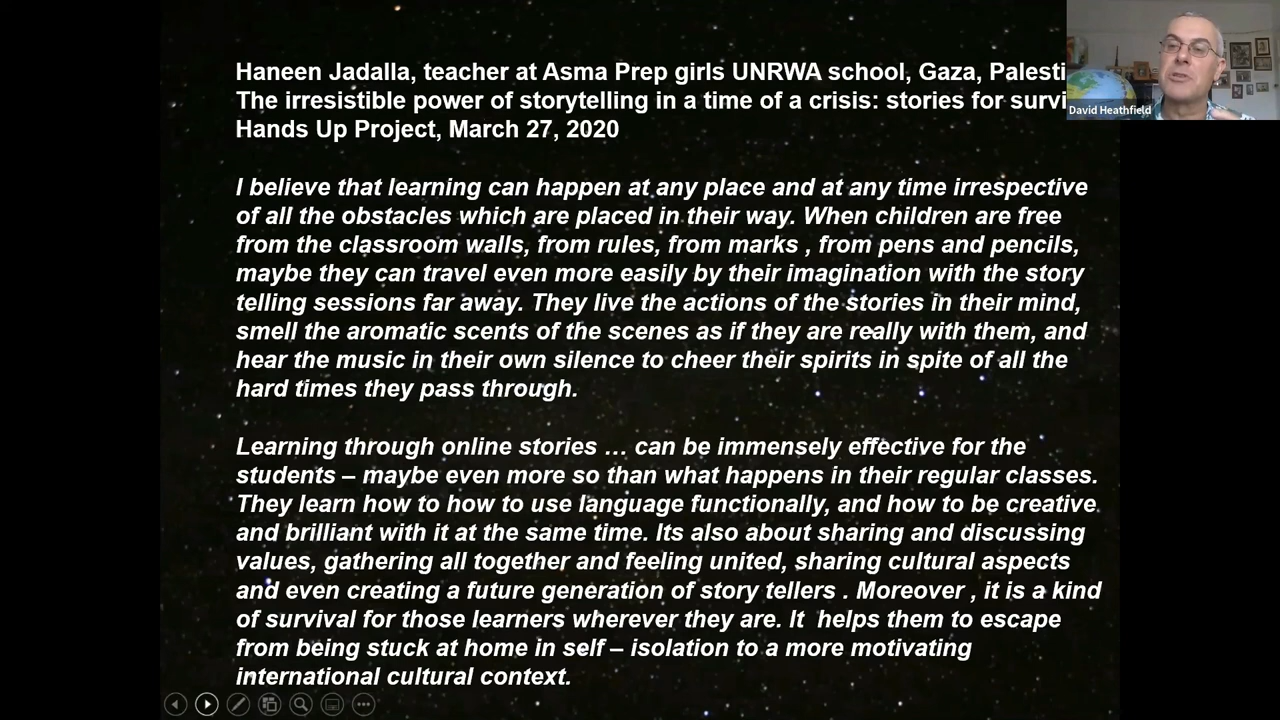 Haneen Jadalla, teacher at Asma Prep girls UNRWA school, Gaza, Palesti
The irresistible power of storytelling in a time of a crisis: stories for survi
Hands Up Project, March 27, 2020
David Heathfield
I believe that learning can happen at any place and at any time irrespective
of all the obstacles which are placed in their way. When children are free
from the classroom walls, from rules, from marks , from pens and pencils,
maybe they can travel even more easily by their imagination with the story
telling sessions far away. They live the actions of the stories in their mind,
smell the aromatic scents of the scenes as if they are really with them, and
hear the music in their own silence to cheer their spirits in spite of all the
hard times they pass through.
Learning through online stories … can be immensely effective for the
students – maybe even more so than what happens in their regular classes.
They learn how to how to use language functionally, and how to be creative
and brilliant with it at the same time. Its also about sharing and discussing
values, gathering all together and feeling united, sharing cultural aspects
and even creating a future generation of story tellers . Moreover , it is a kind
of survival for those learners wherever they are. It  helps them to escape
from being stuck at home in self – isolation to a more motivating
international cultural context.